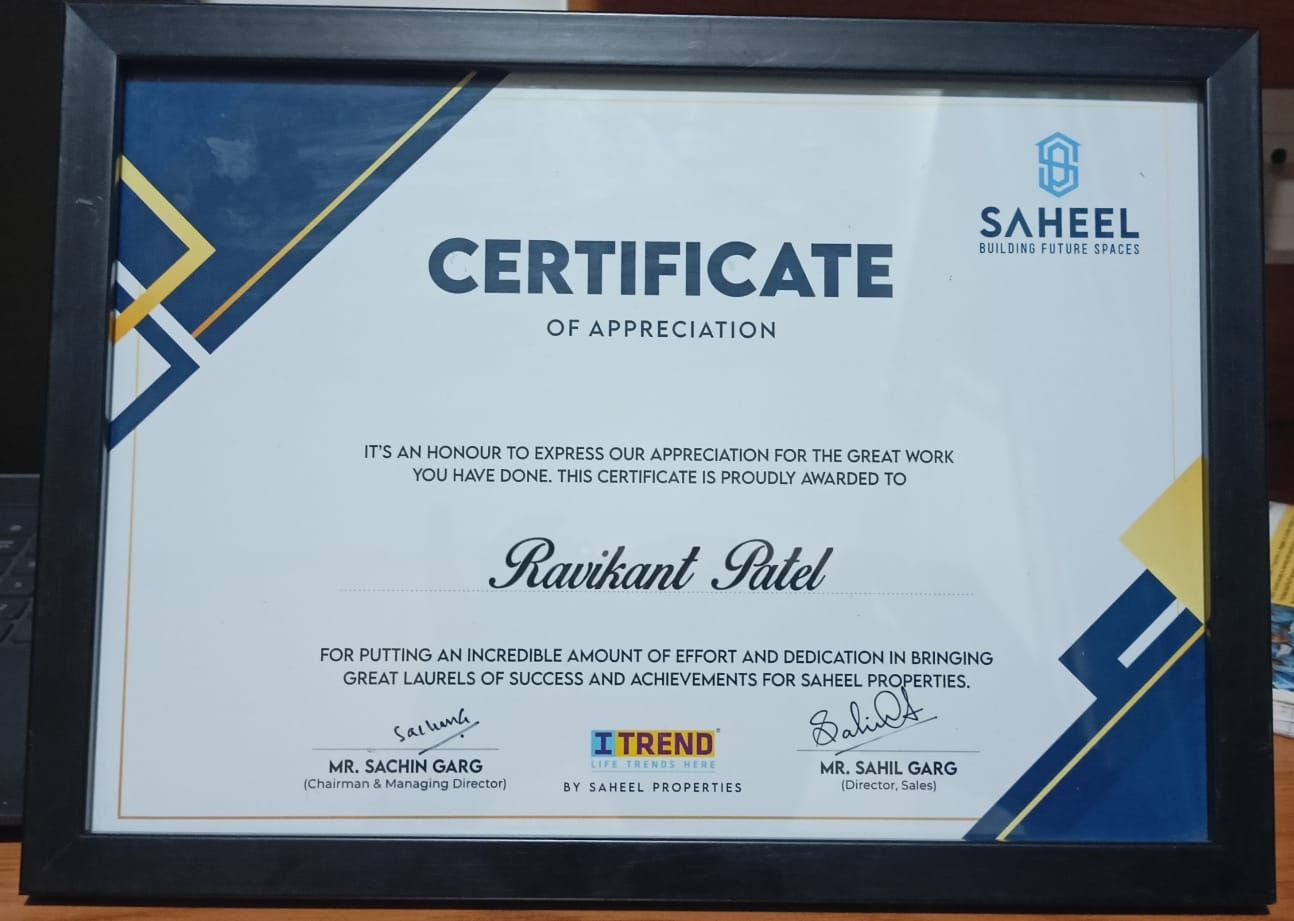 SAHEEL
BUILDING FUTURE SPACES
CERTIFICATE
OF APPRECIATION
IT'S AN HONOUR TO EXPRESS OUR APPRECIATION FOR THE GREAT WORK
YOU HAVE DONE. THIS CERTIFICATE IS PROUDLY AWARDED TO
Ravikant Patel
FOR PUTTING AN INCREDIBLE AMOUNT OF EFFORT AND DEDICATION IN BRINGING
GREAT LAURELS OF SUCCESS AND ACHIEVEMENTS FOR SAHEEL PROPERTIES.
MR. SACHIN GARG
(Chairman & Managing Director)
I TREND
LIFE TRENDS HERE
BY SAHEEL PROPERTIES
MR. SAHIL GARG
(Director, Sales)